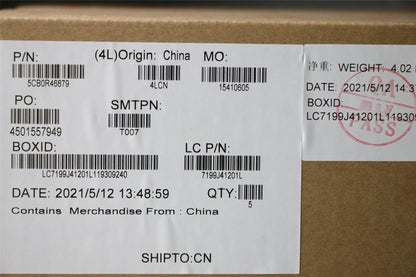 P/N:
5CB0R46879
(4L)Origin: China
4LCN
MO:
15410605
PO:
4501557949
SMTPN:
T007
BOXID:
LC7199J41201L119309240
LC P/N:
7199J41201L
DATE: 2021/5/12 13:48:59
QTY:
5
Contains Merchandise From : China
SHIPTO:CN
净重: WEIGHT: 4.02
DATE: 2021/5/12 14:37
BOXID:
LC7199J41201L119309
QA
PASS